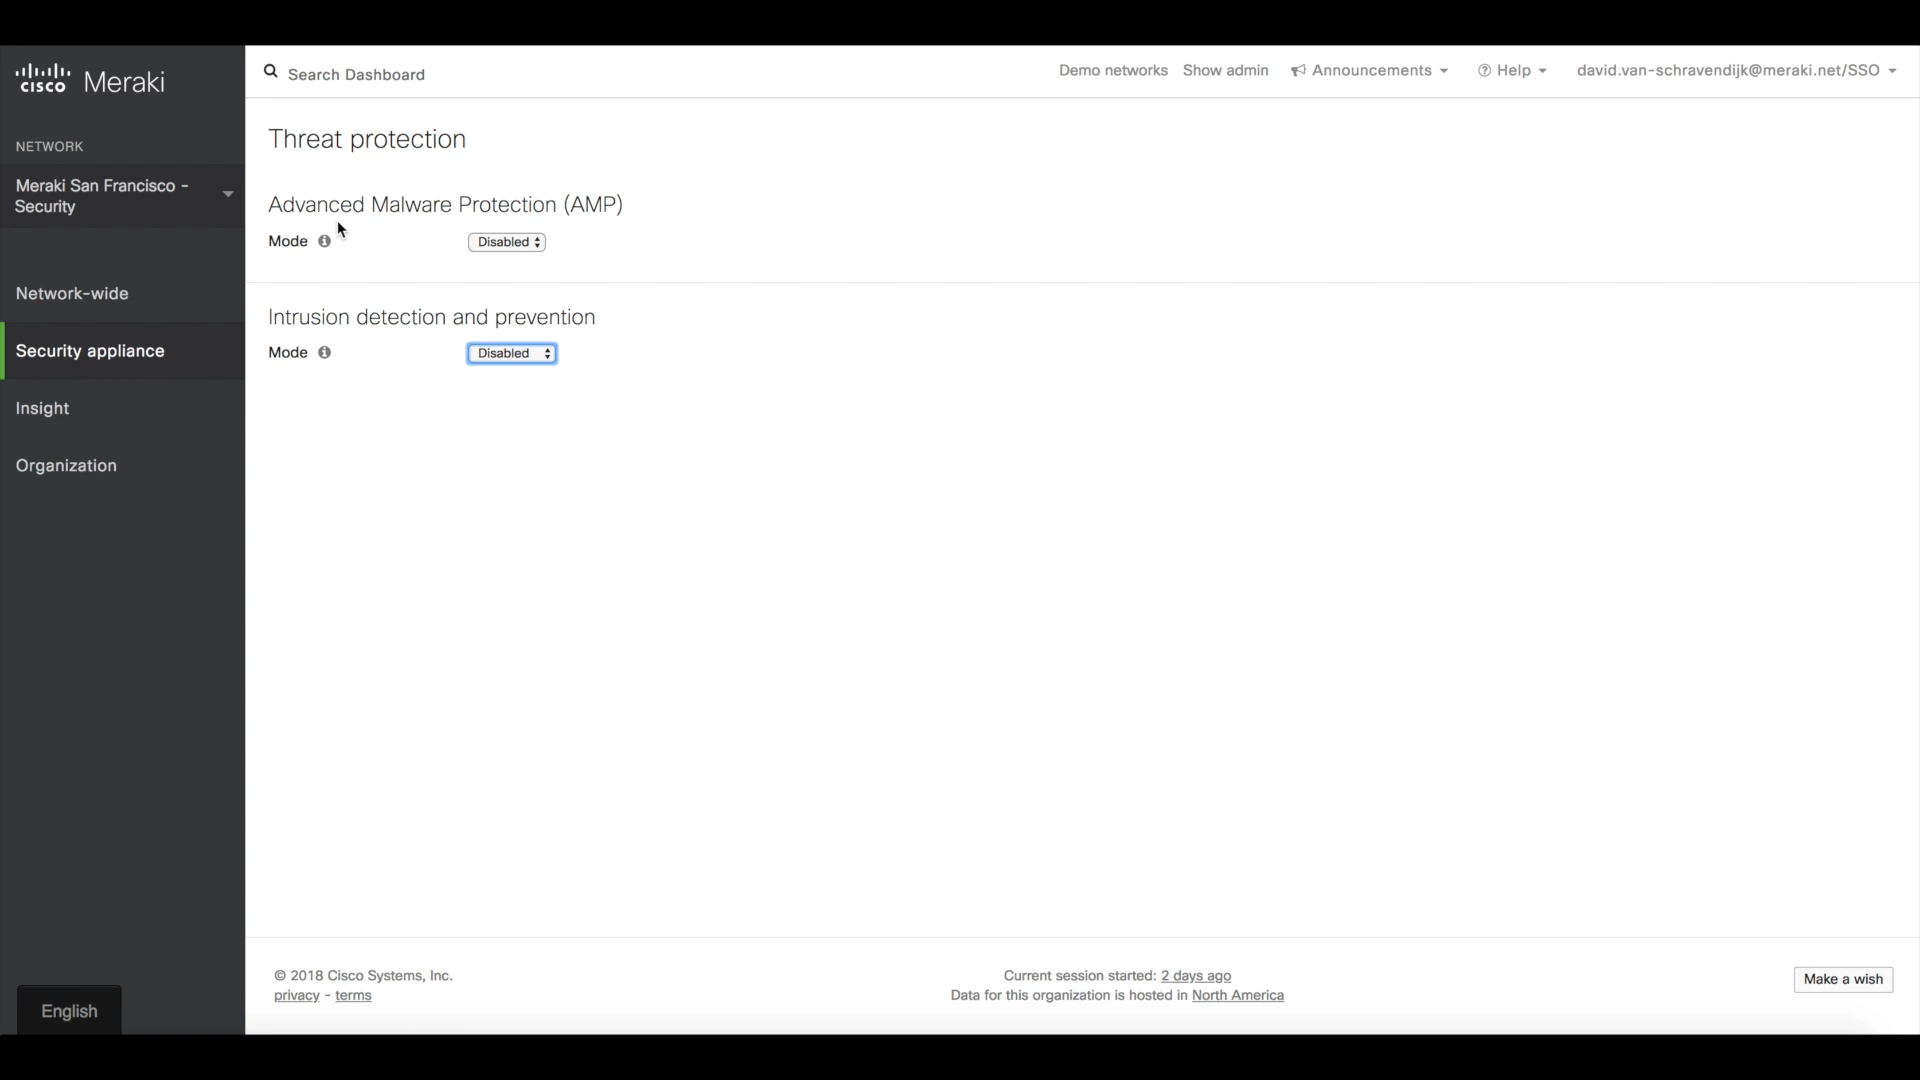 cisco Meraki
NETWORK
Meraki San Francisco -
Security
Network-wide
Security appliance
Insight
Organization
English
Search Dashboard
Demo networks
Show admin
Announcements
Help
david.van-schravendijk@meraki.net/SSO
Threat protection
Advanced Malware Protection (AMP)
Mode Disabled
Intrusion detection and prevention
Mode Disabled
© 2018 Cisco Systems, Inc.
privacy - terms
Current session started: 2 days ago
Data for this organization is hosted in North America
Make a wish